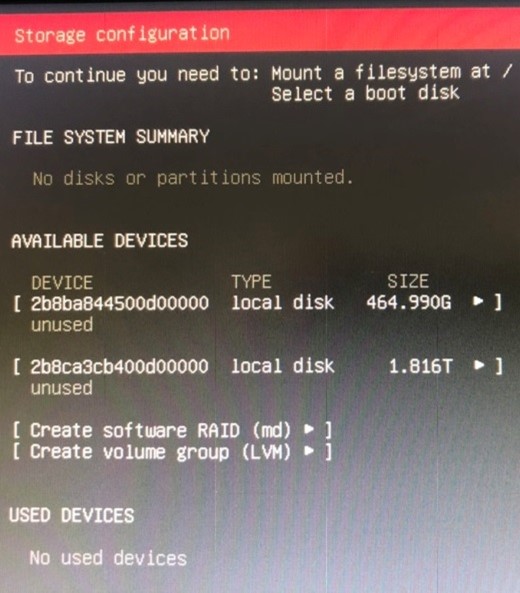 Storage configuration
To continue you need to: Mount a filesystem at /
Select a boot disk
FILE SYSTEM SUMMARY
No disks or partitions mounted.
AVAILABLE DEVICES
DEVICE TYPE SIZE
[ 2b8ba844500d00000 local disk 464.990G ▸ ]
unused
[ 2b8ca3cb400d00000 local disk 1.816T ▸ ]
unused
[ Create software RAID (md) ▸ ]
[ Create volume group (LVM) ▸ ]
USED DEVICES
No used devices